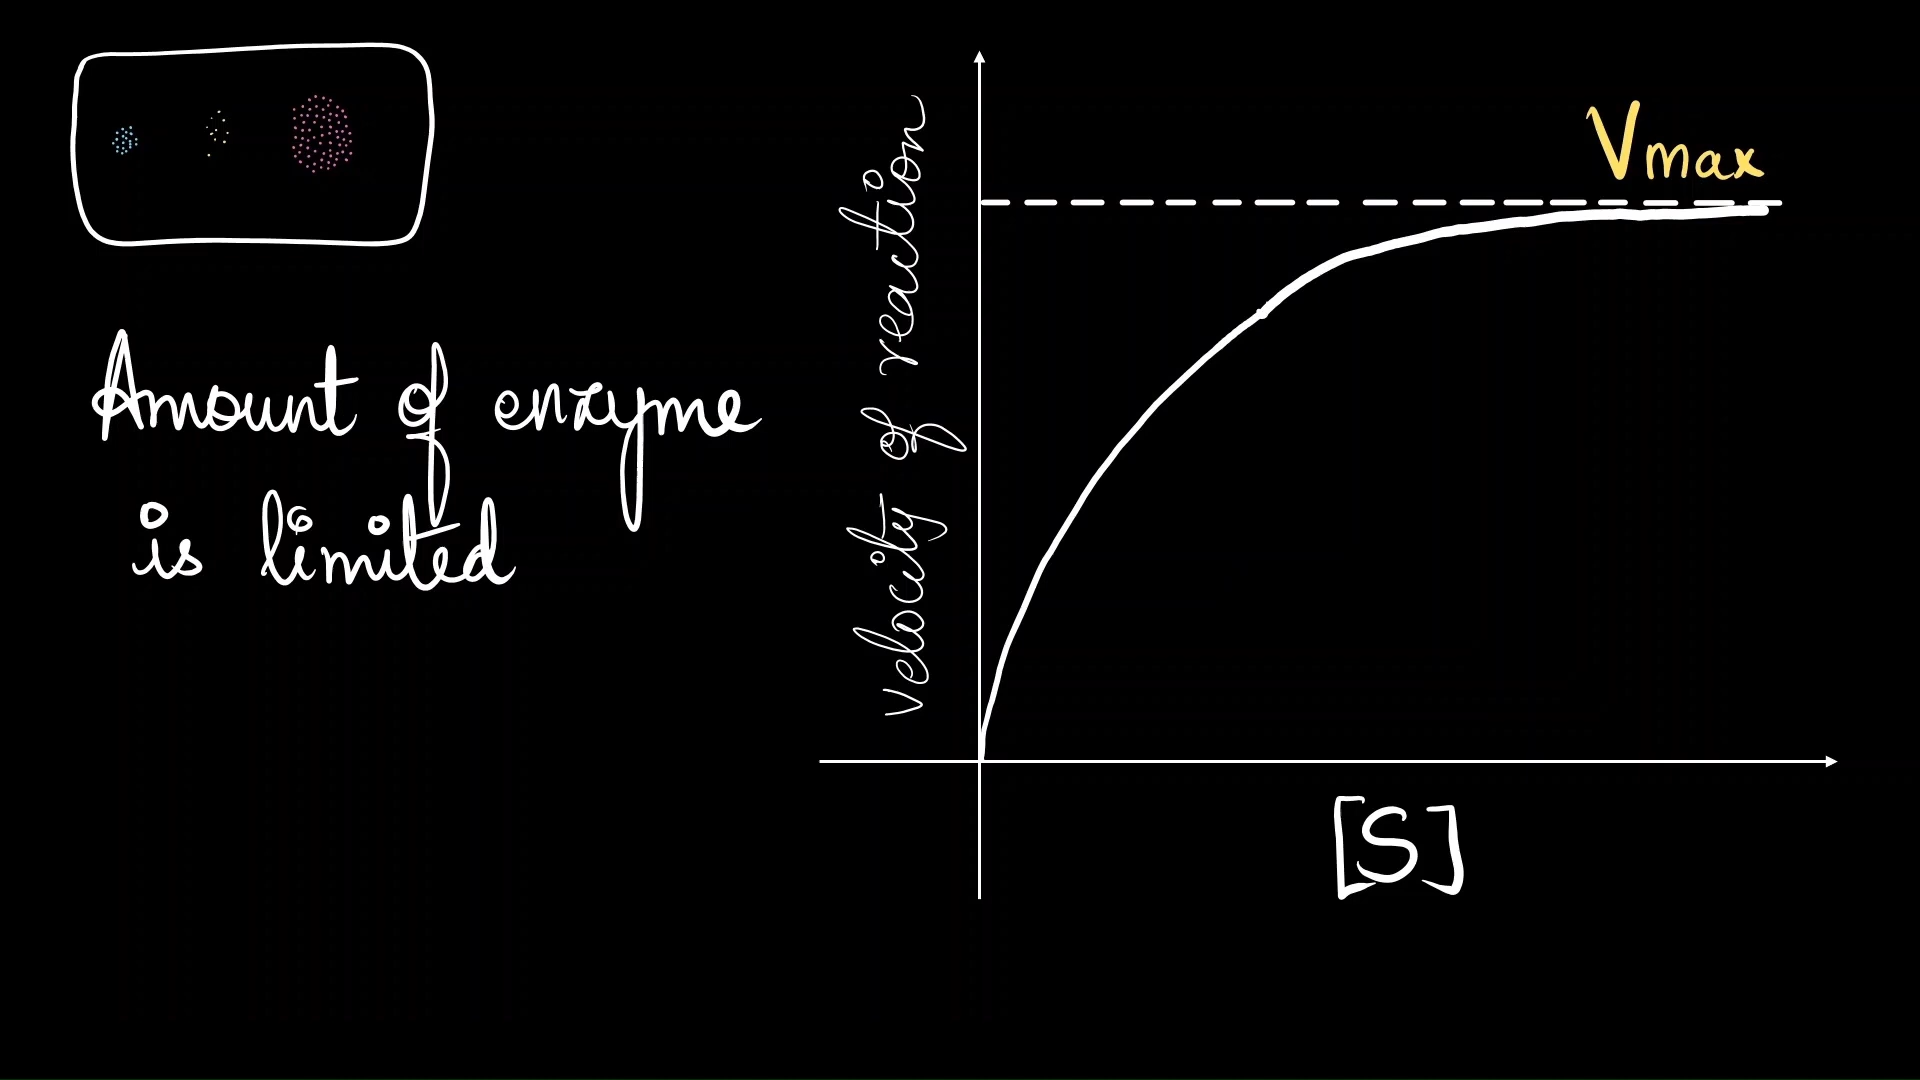 Amount of enzyme
is limited
Velocity of reaction
Vmax
[S]